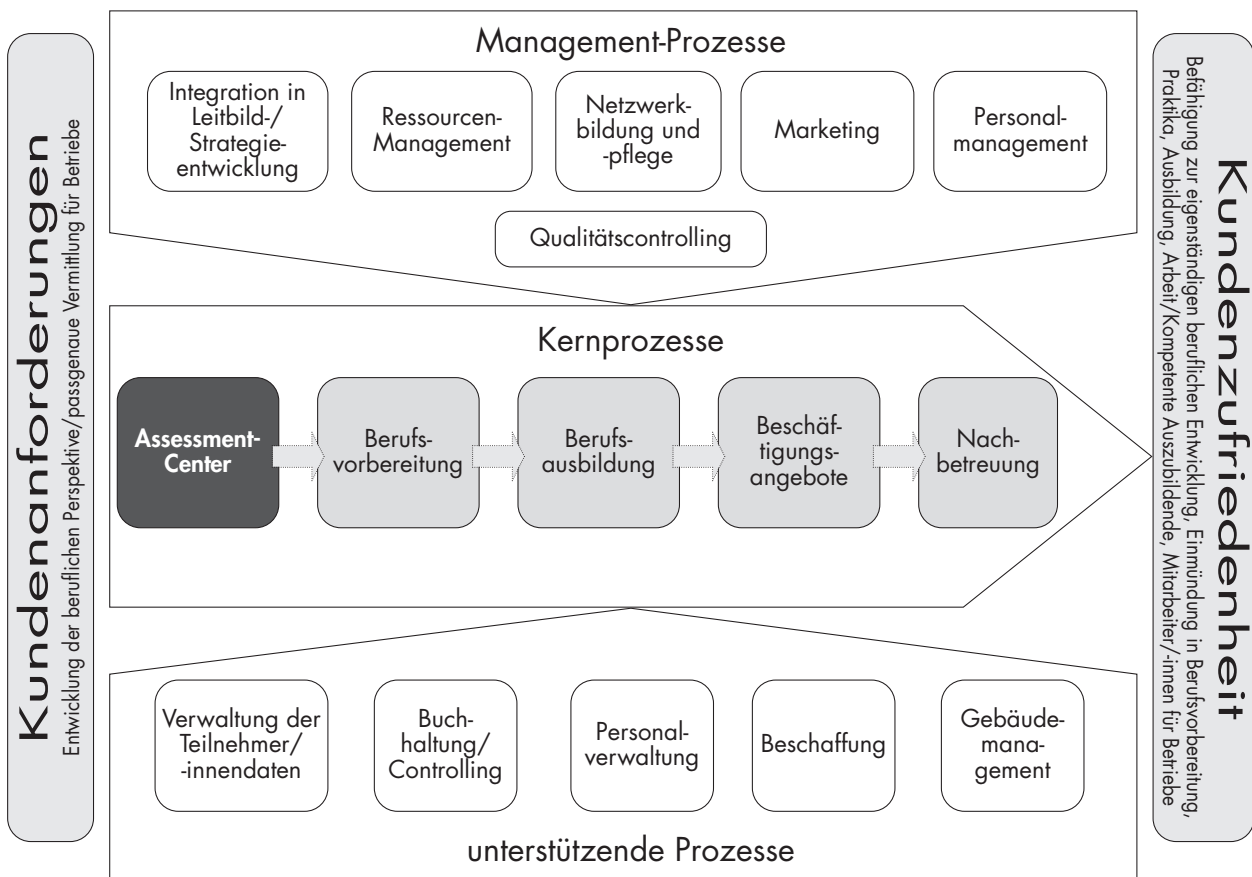 Kundenanforderungen
Entwicklung der beruflichen Perspektive/passgenaue Vermittlung für Betriebe
Management-Prozesse
Integration in
Leitbild-/
Strategie-
entwicklung
Ressourcen-
Management
Netzwerk-
bildung und
-pflege
Marketing
Personal-
management
Qualitätscontrolling
Kernprozesse
Assessment-
Center
Berufs-
vorbereitung
Berufs-
ausbildung
Beschäf-
tigungs-
angebote
Nach-
betreuung
Verwaltung der
Teilnehmer/
-innendaten
Buch-
haltung/
Controlling
Personal-
verwaltung
Beschaffung
Gebäude-
mana-
gement
unterstützende Prozesse
Kundenzufriedenheit
Befähigung zur eigenständigen beruflichen Entwicklung, Einmündung in Berufsvorbereitung,
Praktika, Ausbildung, Arbeit/Kompetente Auszubildende, Mitarbeiter/-innen für Betriebe